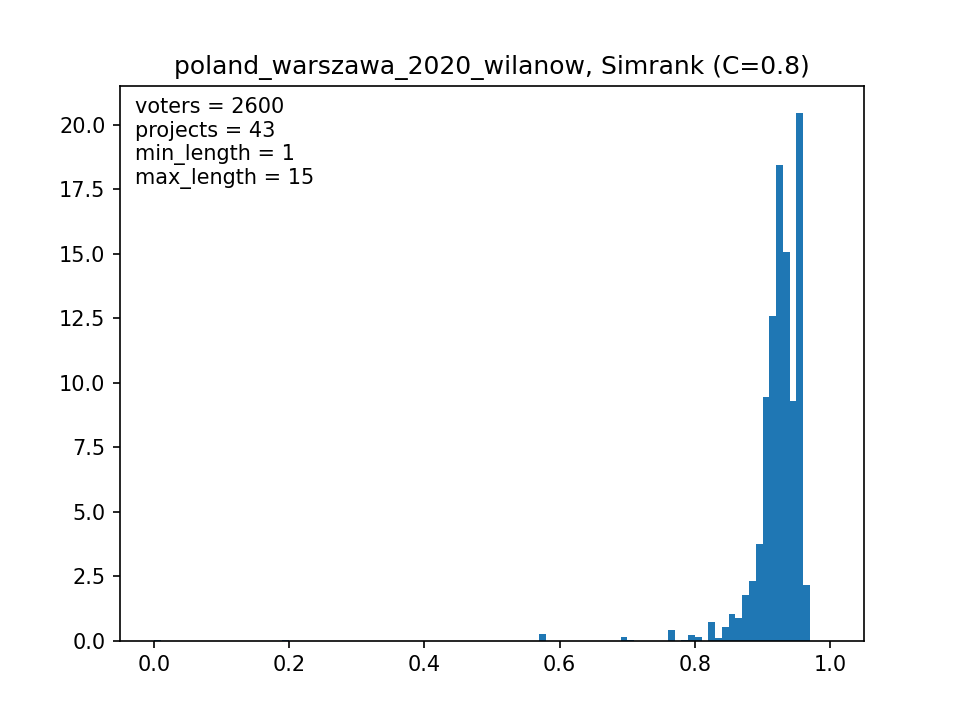 poland_warszawa_2020_wilanow, Simrank (C=0.8)
voters = 2600
projects = 43
min_length = 1
max_length = 15
20.0
17.5
15.0
12.5
10.0
7.5
5.0
2.5
0.0
0.0 0.2 0.4 0.6 0.8 1.0